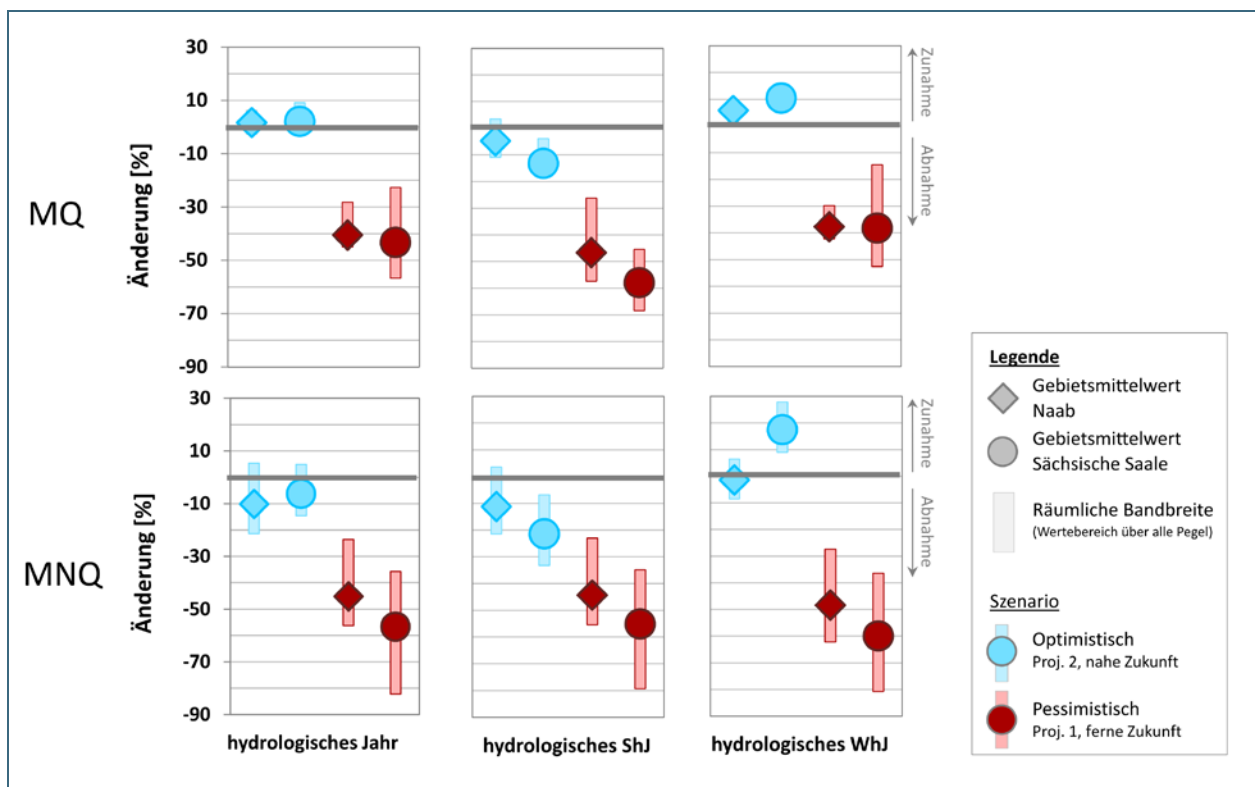 MQ
Änderung [%]
30
10
-10
-30
-50
-70
-90
Zunahme
Abnahme
MNQ
Änderung [%]
30
10
-10
-30
-50
-70
-90
Zunahme
Abnahme
hydrologisches Jahr
hydrologisches ShJ
hydrologisches WhJ
Legende
Gebietsmittelwert
Naab
Gebietsmittelwert
Sächsische Saale
Räumliche Bandbreite
(Wertebereich über alle Pegel)
Szenario
Optimistisch
Proj. 2, nahe Zukunft
Pessimistisch
Proj. 1, ferne Zukunft